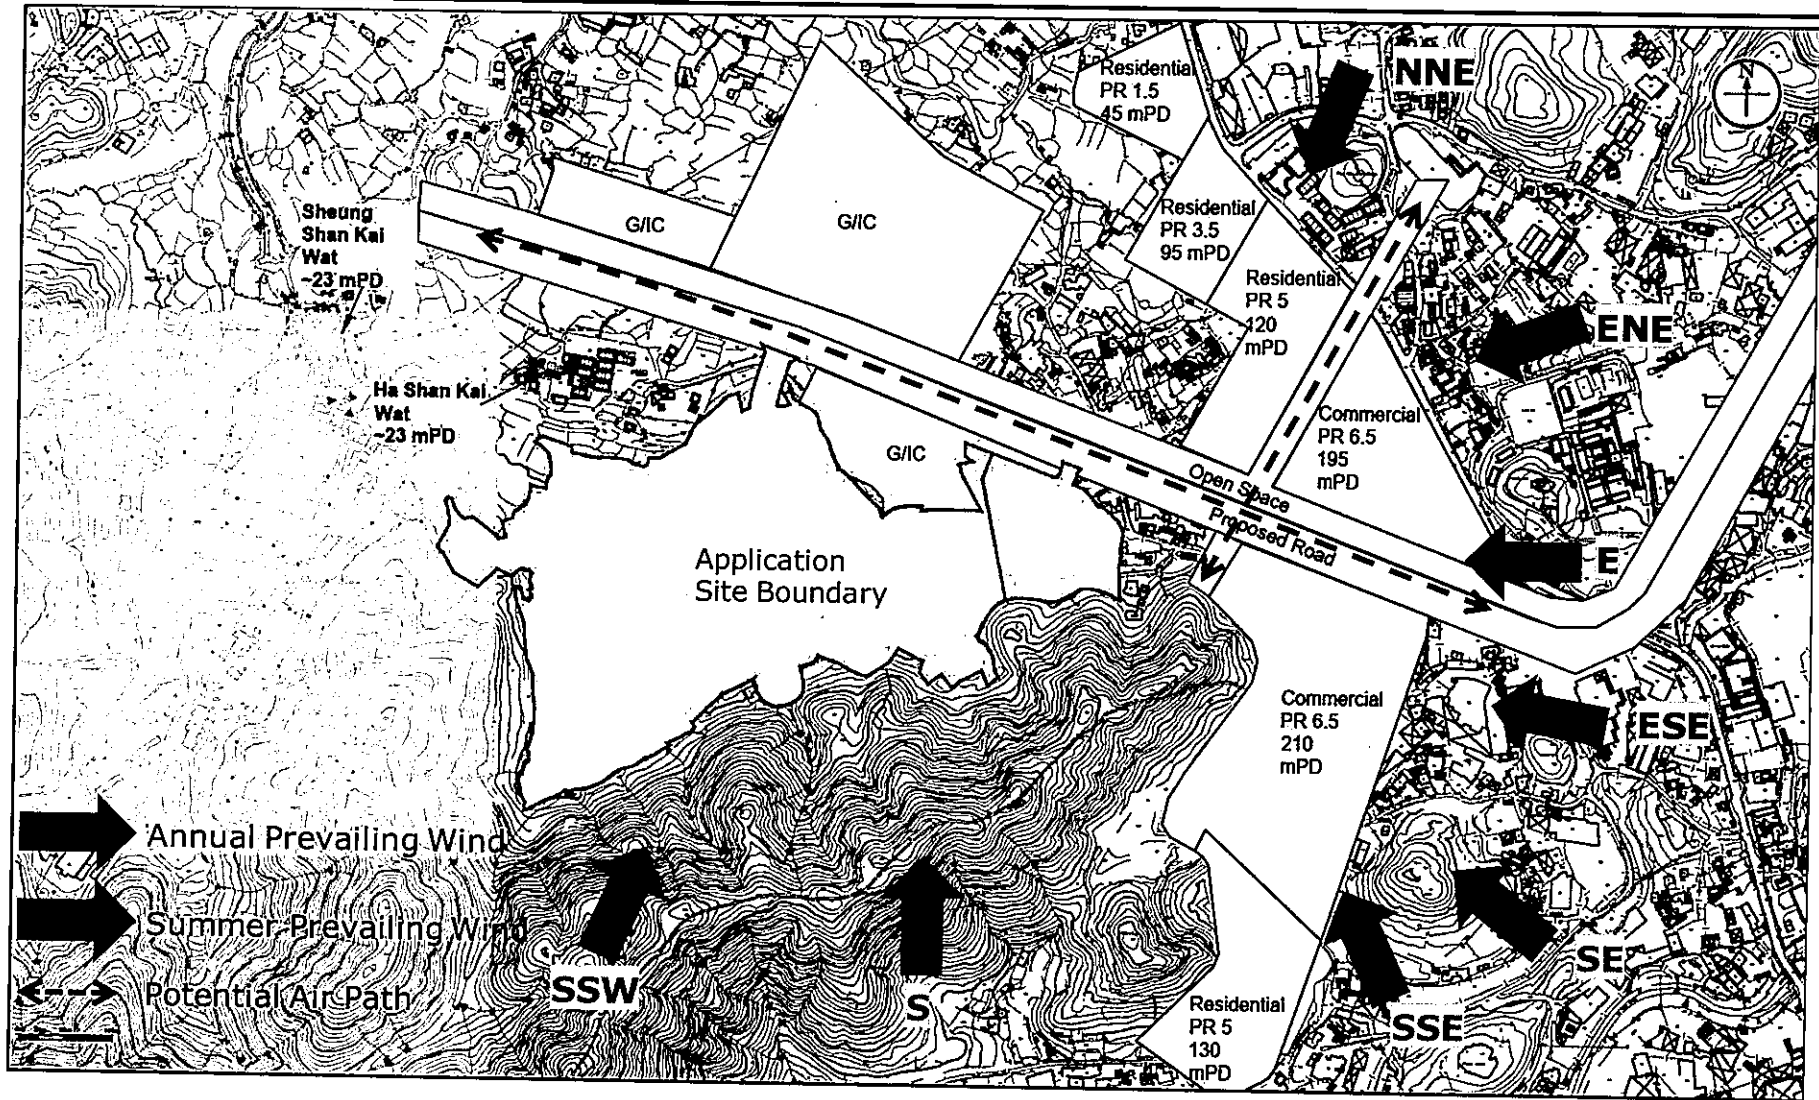 NNE
N
Residential
PR 1.5
45 mPD
Residential
PR 3.5
95 mPD
Sheung
Shan Kai
Wat
~23 mPD
G/IC
G/IC
Residential
PR 5
120
mPD
ENE
Ha Shan Kai
Wat
~23 mPD
Commercial
PR 6.5
195
mPD
G/IC
Open Space
Proposed Road
E
Application
Site Boundary
Commercial
PR 6.5
210
mPD
ESE
Annual Prevailing Wind
Summer Prevailing Wind
Potential Air Path
SSW
S
SE
SSE
Residential
PR 5
130
mPD